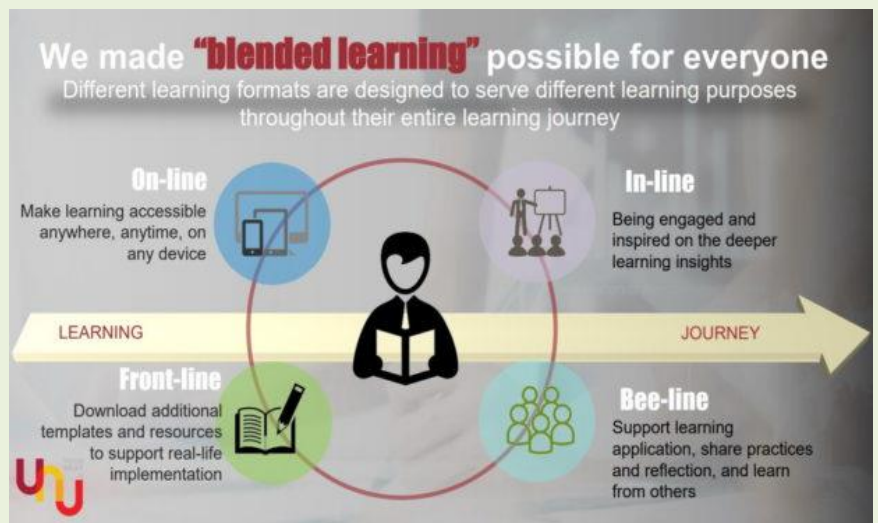 We made “blended learning” possible for everyone
Different learning formats are designed to serve different learning purposes
throughout their entire learning journey
On-line
Make learning accessible
anywhere, anytime, on
any device
In-line
Being engaged and
inspired on the deeper
learning insights
LEARNING
JOURNEY
Front-line
Download additional
templates and resources
to support real-life
implementation
Bee-line
Support learning
application, share practices
and reflection, and learn
from others